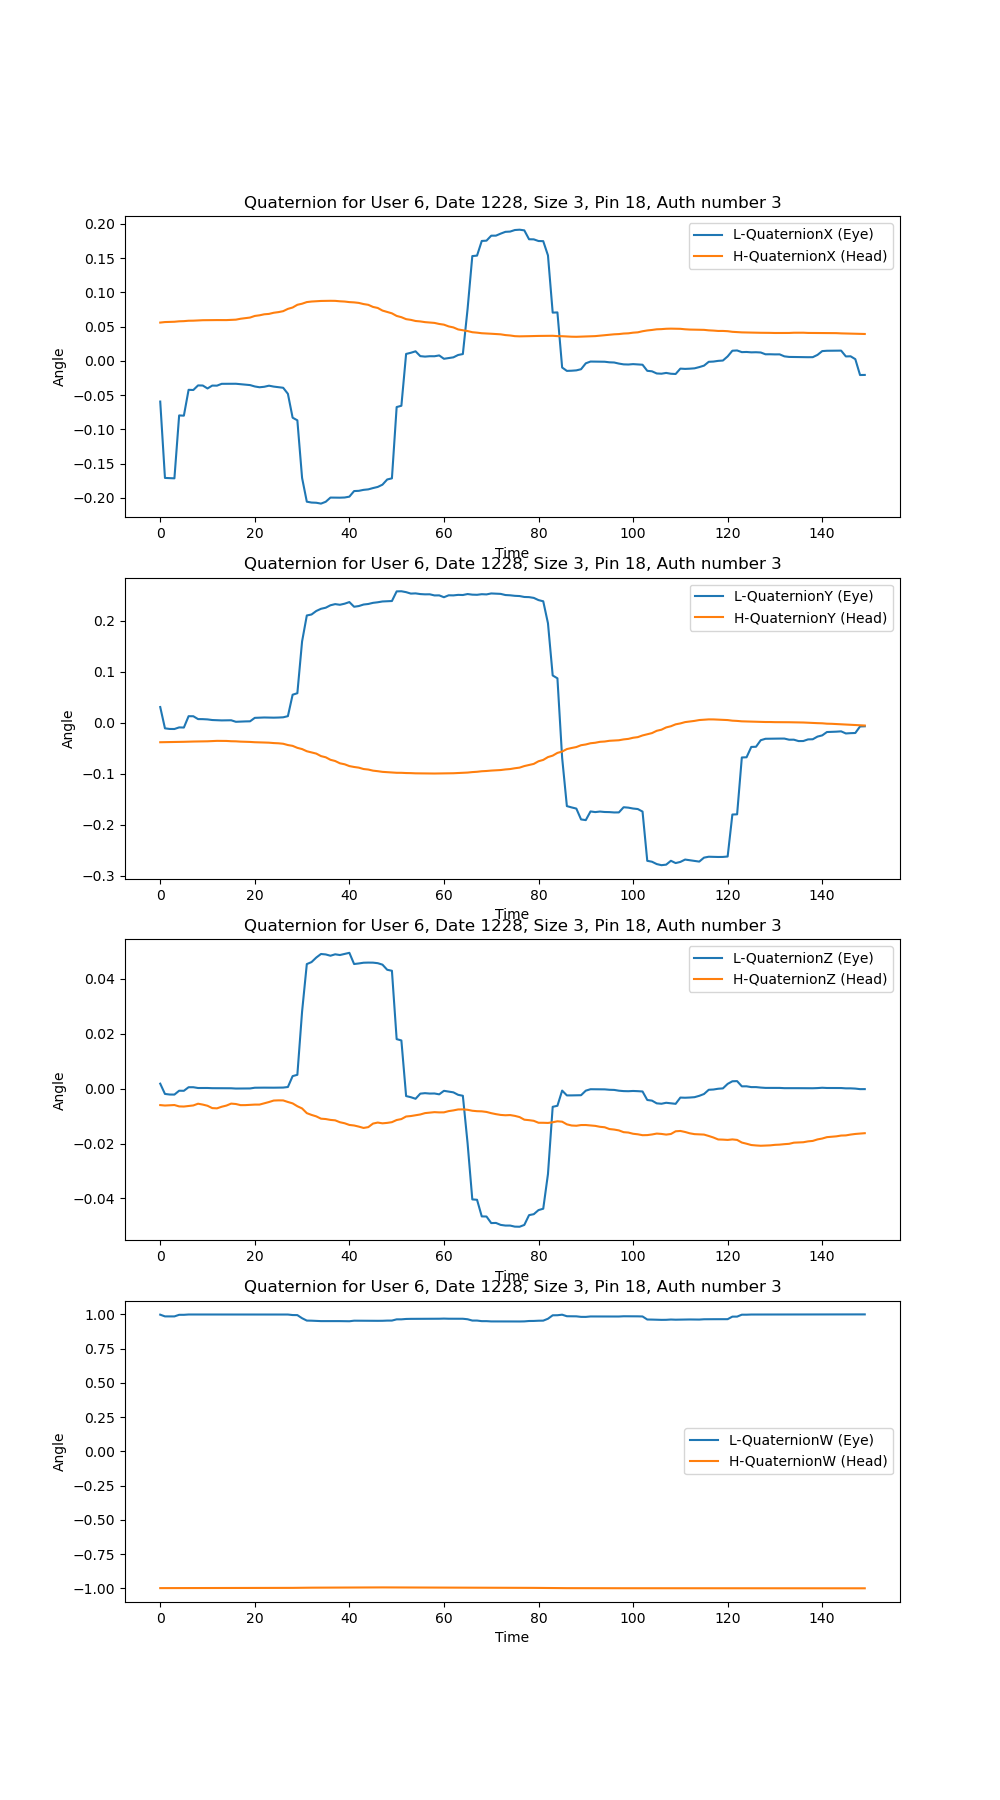 Quaternion for User 6, Date 1228, Size 3, Pin 18, Auth number 3
0.20
0.15
0.10
0.05
0.00
−0.05
−0.10
−0.15
−0.20
Angle
L-QuaternionX (Eye)
H-QuaternionX (Head)
0 20 40 60 80 100 120 140
Time
Quaternion for User 6, Date 1228, Size 3, Pin 18, Auth number 3
0.2
0.1
0.0
−0.1
−0.2
−0.3
Angle
L-QuaternionY (Eye)
H-QuaternionY (Head)
0 20 40 60 80 100 120 140
Time
Quaternion for User 6, Date 1228, Size 3, Pin 18, Auth number 3
0.04
0.02
0.00
−0.02
−0.04
Angle
L-QuaternionZ (Eye)
H-QuaternionZ (Head)
0 20 40 60 80 100 120 140
Time
Quaternion for User 6, Date 1228, Size 3, Pin 18, Auth number 3
1.00
0.75
0.50
0.25
0.00
−0.25
−0.50
−0.75
−1.00
Angle
L-QuaternionW (Eye)
H-QuaternionW (Head)
0 20 40 60 80 100 120 140
Time